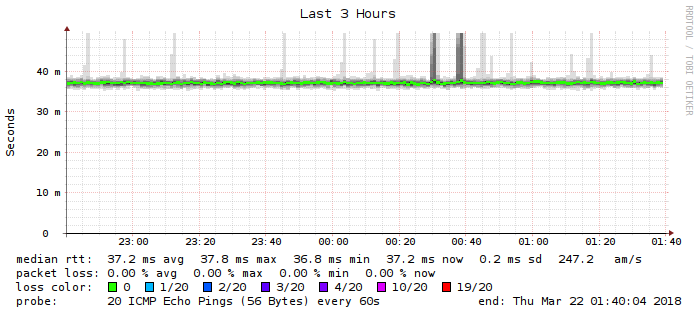 Last 3 Hours
RRDTOOL / TOBI OETIKER
Seconds
40 m
30 m
20 m
10 m
0
23:00 23:20 23:40 00:00 00:20 00:40 01:00 01:20 01:40
median rtt: 37.2 ms avg 37.8 ms max 36.8 ms min 37.2 ms now 0.2 ms sd 247.2 am/s
packet loss: 0.00 % avg 0.00 % max 0.00 % min 0.00 % now
loss color: 0 1/20 2/20 3/20 4/20 10/20 19/20
probe: 20 ICMP Echo Pings (56 Bytes) every 60s end: Thu Mar 22 01:40:04 2018